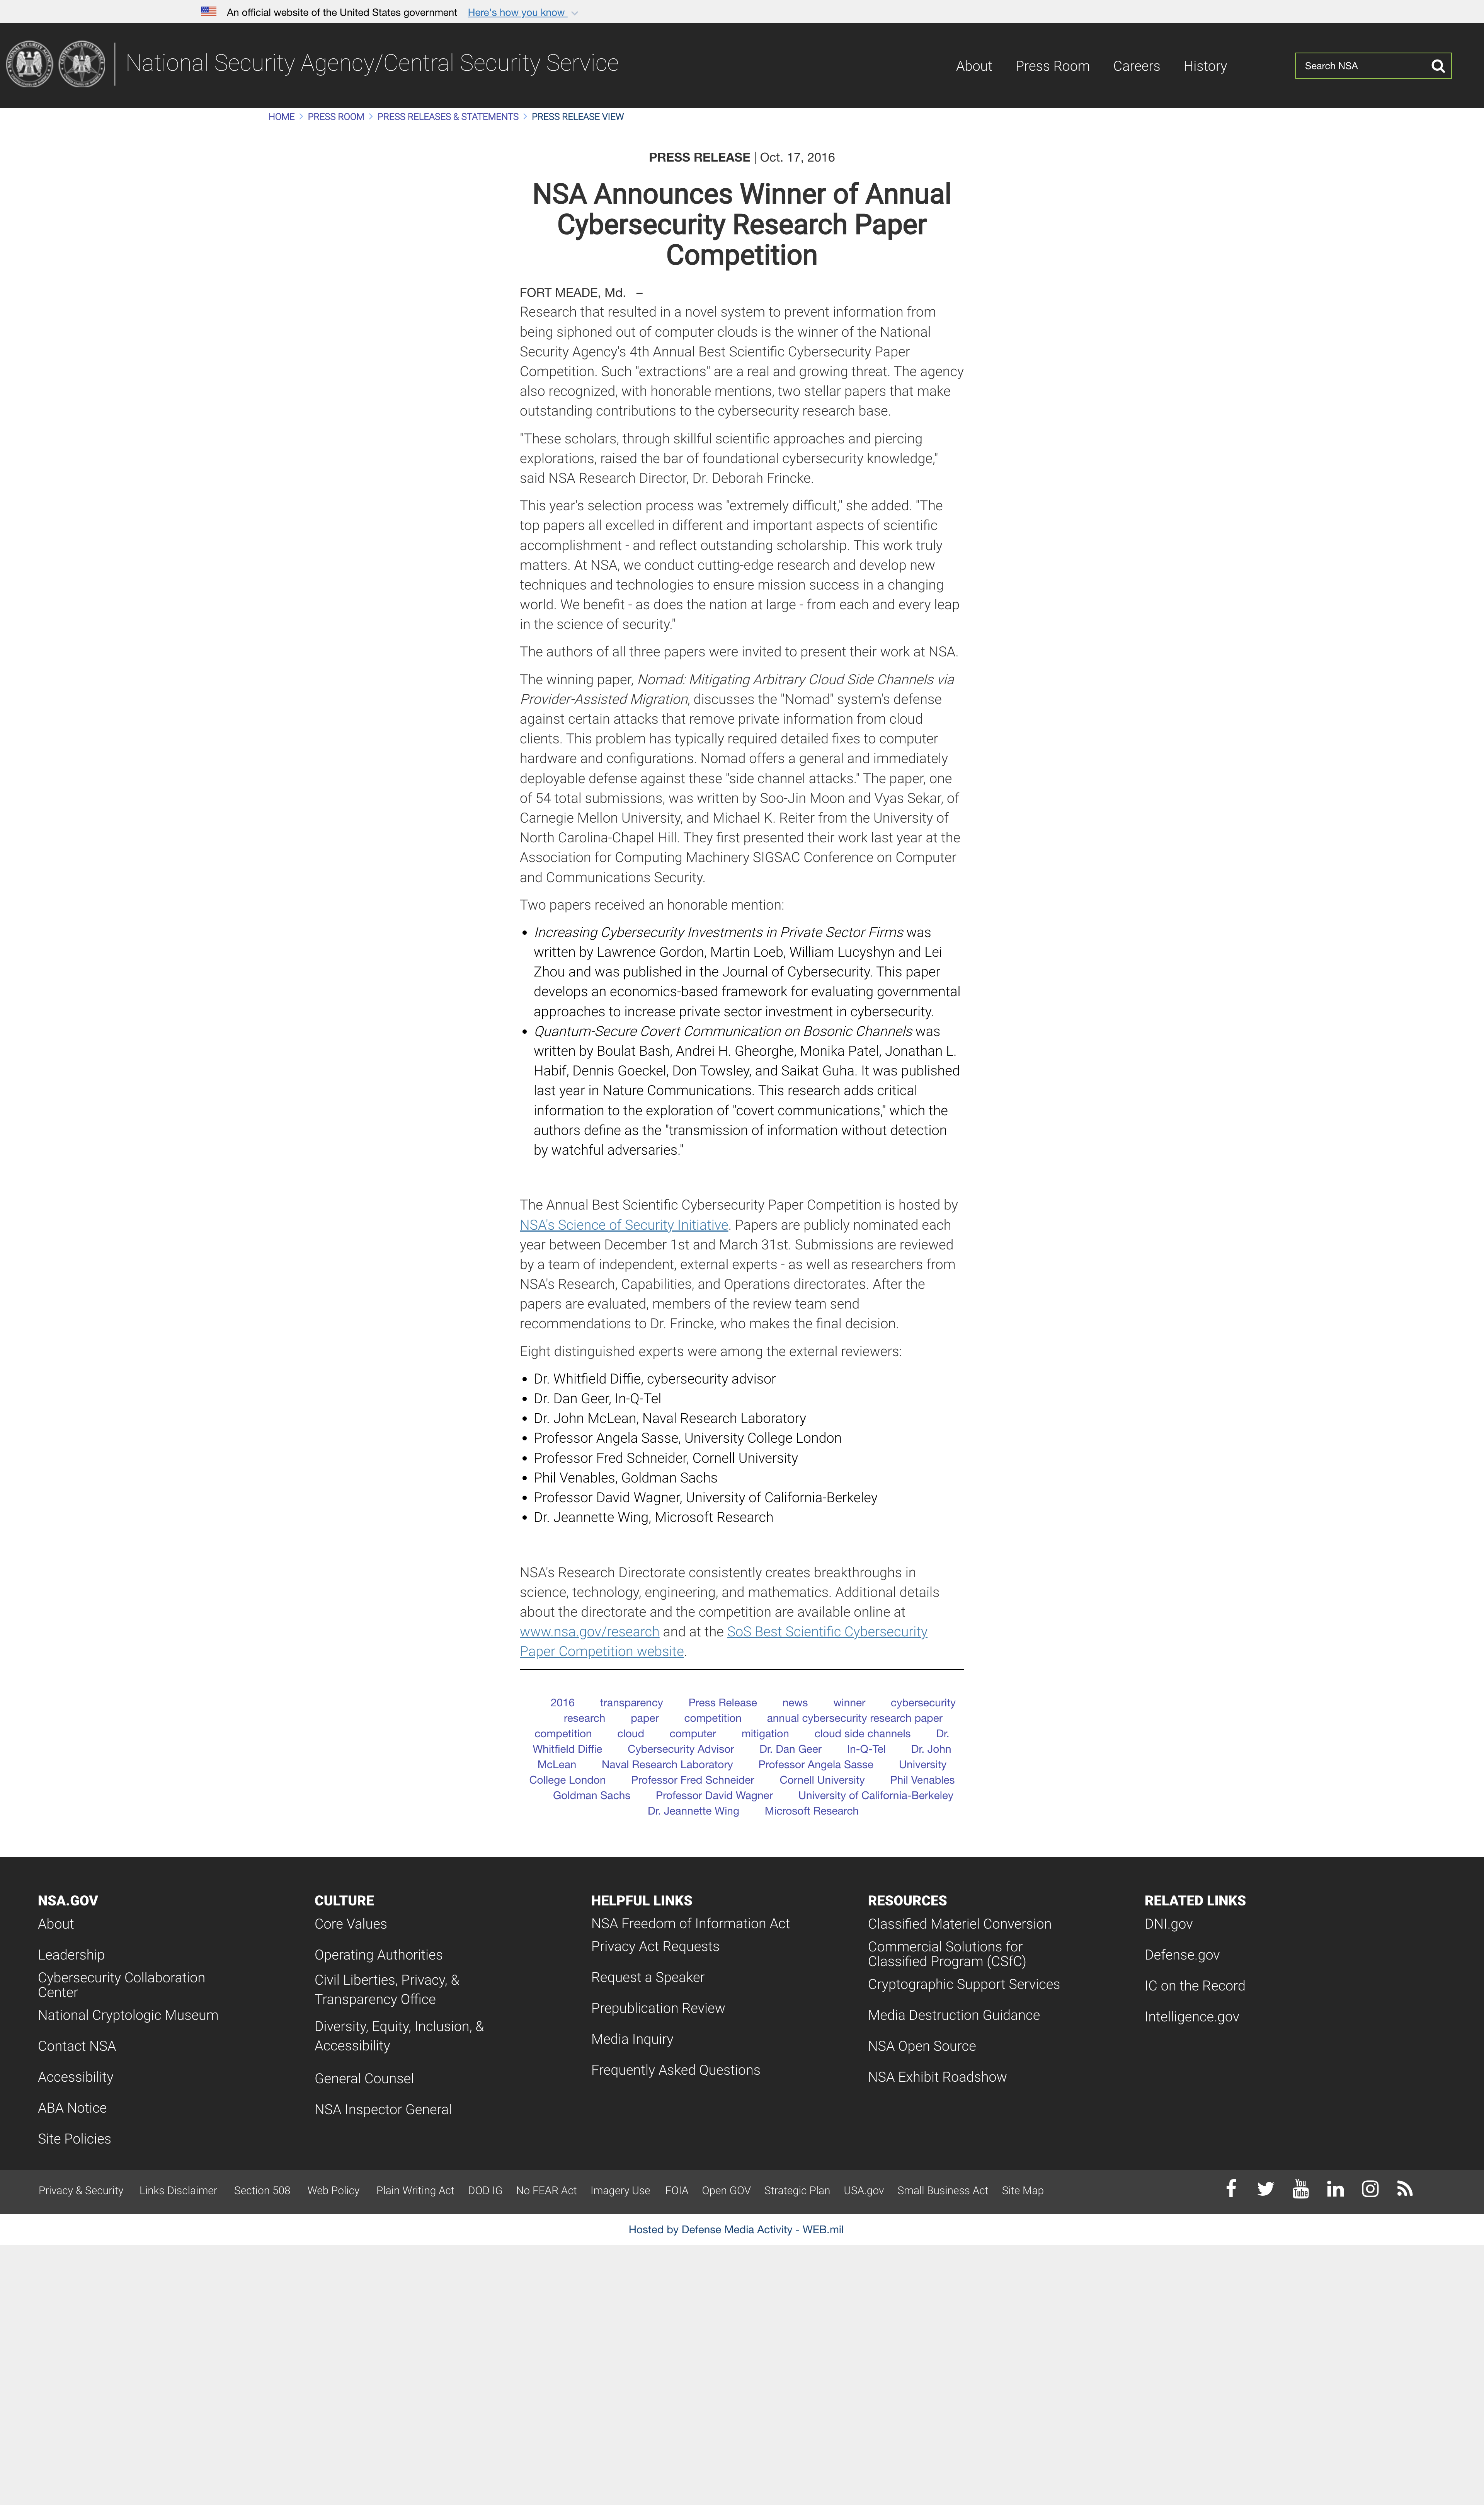 An official website of the United States government Here's how you know
National Security Agency/Central Security Service
About Press Room Careers History
Search NSA
HOME > PRESS ROOM > PRESS RELEASES & STATEMENTS > PRESS RELEASE VIEW
PRESS RELEASE | Oct. 17, 2016
NSA Announces Winner of Annual
Cybersecurity Research Paper
Competition
FORT MEADE, Md. –
Research that resulted in a novel system to prevent information from
being siphoned out of computer clouds is the winner of the National
Security Agency's 4th Annual Best Scientific Cybersecurity Paper
Competition. Such "extractions" are a real and growing threat. The agency
also recognized, with honorable mentions, two stellar papers that make
outstanding contributions to the cybersecurity research base.
"These scholars, through skillful scientific approaches and piercing
explorations, raised the bar of foundational cybersecurity knowledge,"
said NSA Research Director, Dr. Deborah Frincke.
This year's selection process was "extremely difficult," she added. "The
top papers all excelled in different and important aspects of scientific
accomplishment - and reflect outstanding scholarship. This work truly
matters. At NSA, we conduct cutting-edge research and develop new
techniques and technologies to ensure mission success in a changing
world. We benefit - as does the nation at large - from each and every leap
in the science of security."
The authors of all three papers were invited to present their work at NSA.
The winning paper, Nomad: Mitigating Arbitrary Cloud Side Channels via
Provider-Assisted Migration, discusses the "Nomad" system's defense
against certain attacks that remove private information from cloud
clients. This problem has typically required detailed fixes to computer
hardware and configurations. Nomad offers a general and immediately
deployable defense against these "side channel attacks." The paper, one
of 54 total submissions, was written by Soo-Jin Moon and Vyas Sekar, of
Carnegie Mellon University, and Michael K. Reiter from the University of
North Carolina-Chapel Hill. They first presented their work last year at the
Association for Computing Machinery SIGSAC Conference on Computer
and Communications Security.
Two papers received an honorable mention:
• Increasing Cybersecurity Investments in Private Sector Firms was
written by Lawrence Gordon, Martin Loeb, William Lucyshyn and Lei
Zhou and was published in the Journal of Cybersecurity. This paper
develops an economics-based framework for evaluating governmental
approaches to increase private sector investment in cybersecurity.
• Quantum-Secure Covert Communication on Bosonic Channels was
written by Boulat Bash, Andrei H. Gheorghe, Monika Patel, Jonathan L.
Habif, Dennis Goeckel, Don Towsley, and Saikat Guha. It was published
last year in Nature Communications. This research adds critical
information to the exploration of "covert communications," which the
authors define as the "transmission of information without detection
by watchful adversaries."
The Annual Best Scientific Cybersecurity Paper Competition is hosted by
NSA's Science of Security Initiative. Papers are publicly nominated each
year between December 1st and March 31st. Submissions are reviewed
by a team of independent, external experts - as well as researchers from
NSA's Research, Capabilities, and Operations directorates. After the
papers are evaluated, members of the review team send
recommendations to Dr. Frincke, who makes the final decision.
Eight distinguished experts were among the external reviewers:
• Dr. Whitfield Diffie, cybersecurity advisor
• Dr. Dan Geer, In-Q-Tel
• Dr. John McLean, Naval Research Laboratory
• Professor Angela Sasse, University College London
• Professor Fred Schneider, Cornell University
• Phil Venables, Goldman Sachs
• Professor David Wagner, University of California-Berkeley
• Dr. Jeannette Wing, Microsoft Research
NSA's Research Directorate consistently creates breakthroughs in
science, technology, engineering, and mathematics. Additional details
about the directorate and the competition are available online at
www.nsa.gov/research and at the SoS Best Scientific Cybersecurity
Paper Competition website.
2016 transparency Press Release news winner cybersecurity
research paper competition annual cybersecurity research paper
competition cloud computer mitigation cloud side channels Dr.
Whitfield Diffie Cybersecurity Advisor Dr. Dan Geer In-Q-Tel Dr. John
McLean Naval Research Laboratory Professor Angela Sasse University
College London Professor Fred Schneider Cornell University Phil Venables
Goldman Sachs Professor David Wagner University of California-Berkeley
Dr. Jeannette Wing Microsoft Research
NSA.GOV
About
Leadership
Cybersecurity Collaboration
Center
National Cryptologic Museum
Contact NSA
Accessibility
ABA Notice
Site Policies
CULTURE
Core Values
Operating Authorities
Civil Liberties, Privacy, &
Transparency Office
Diversity, Equity, Inclusion, &
Accessibility
General Counsel
NSA Inspector General
HELPFUL LINKS
NSA Freedom of Information Act
Privacy Act Requests
Request a Speaker
Prepublication Review
Media Inquiry
Frequently Asked Questions
RESOURCES
Classified Materiel Conversion
Commercial Solutions for
Classified Program (CSfC)
Cryptographic Support Services
Media Destruction Guidance
NSA Open Source
NSA Exhibit Roadshow
RELATED LINKS
DNI.gov
Defense.gov
IC on the Record
Intelligence.gov
Privacy & Security Links Disclaimer Section 508 Web Policy Plain Writing Act DOD IG No FEAR Act Imagery Use FOIA Open GOV Strategic Plan USA.gov Small Business Act Site Map
Hosted by Defense Media Activity - WEB.mil